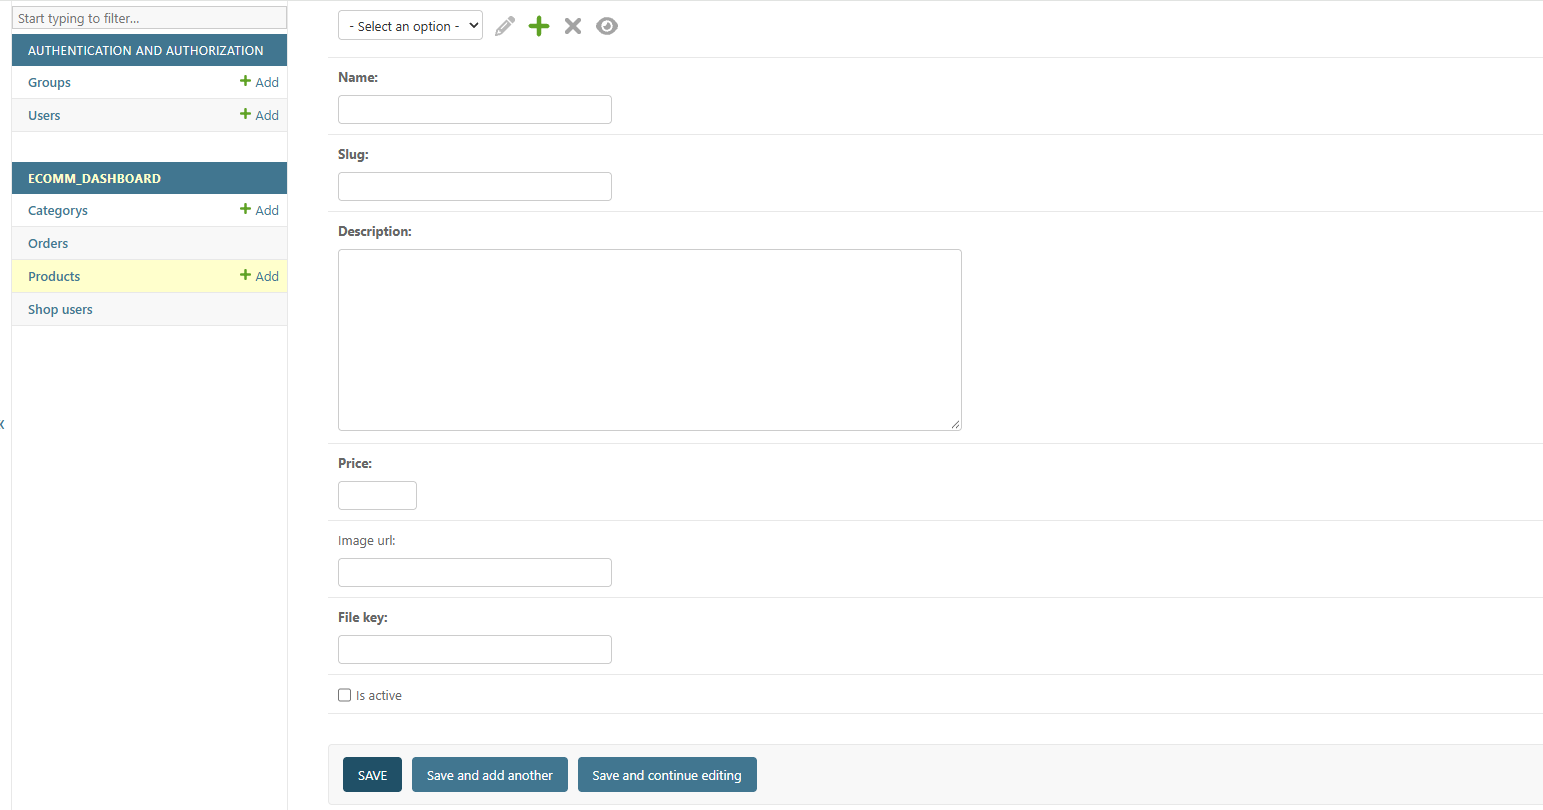 Start typing to filter...
AUTHENTICATION AND AUTHORIZATION
Groups
Add
Users
Add
ECOMM_DASHBOARD
Categorys
Add
Orders
Products
Add
Shop users
- Select an option -
Name:
Slug:
Description:
Price:
Image url:
File key:
Is active
SAVE
Save and add another
Save and continue editing